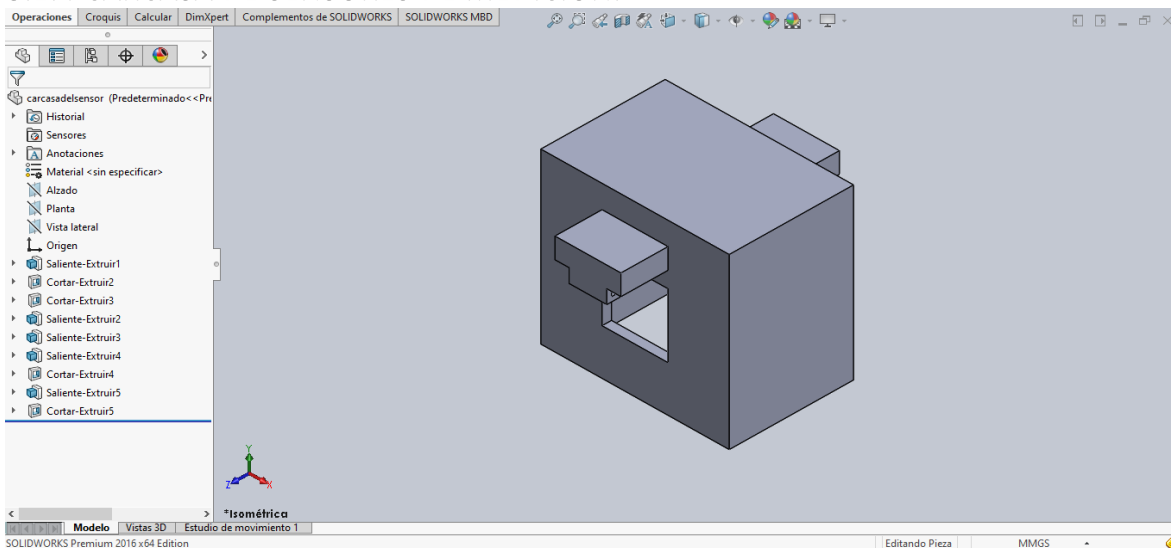 Operaciones Croquis Calcular DimXpert Complementos de SOLIDWORKS SOLIDWORKS MBD
carcasadelsensor (Predeterminado<<Pre
Historial
Sensores
Anotaciones
Material <sin especificar>
Alzado
Planta
Vista lateral
Origen
Saliente-Extruir1
Cortar-Extruir2
Cortar-Extruir3
Saliente-Extruir2
Saliente-Extruir3
Saliente-Extruir4
Cortar-Extruir4
Saliente-Extruir5
Cortar-Extruir5
Y
Z X
*Isométrica
Modelo Vistas 3D Estudio de movimiento 1
SOLIDWORKS Premium 2016 x64 Edition Editando Pieza MMGS